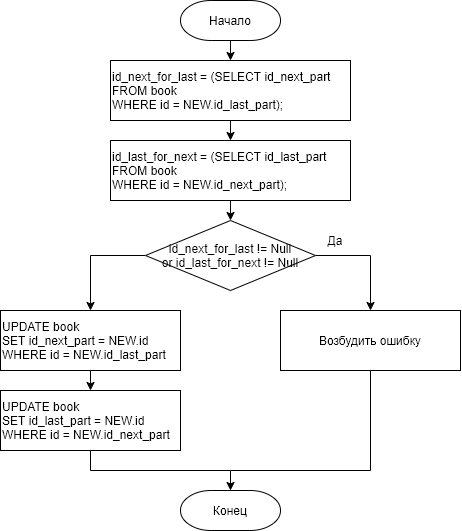 Начало
id_next_for_last = (SELECT id_next_part
FROM book
WHERE id = NEW.id_last_part);
id_last_for_next = (SELECT id_last_part
FROM book
WHERE id = NEW.id_next_part);
id_next_for_last != Null
or id_last_for_next != Null
Да
UPDATE book
SET id_next_part = NEW.id
WHERE id = NEW.id_last_part
Возбудить ошибку
UPDATE book
SET id_last_part = NEW.id
WHERE id = NEW.id_next_part
Конец